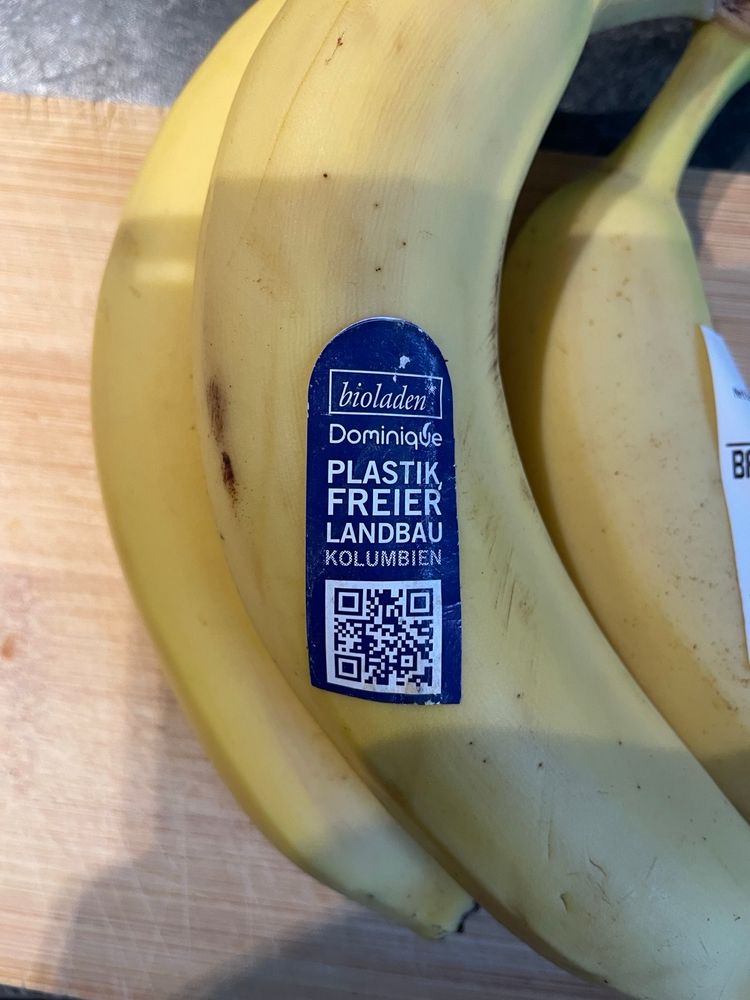 bioladen
Dominique
PLASTIK,
FREIER
LANDBAU
KOLUMBIEN